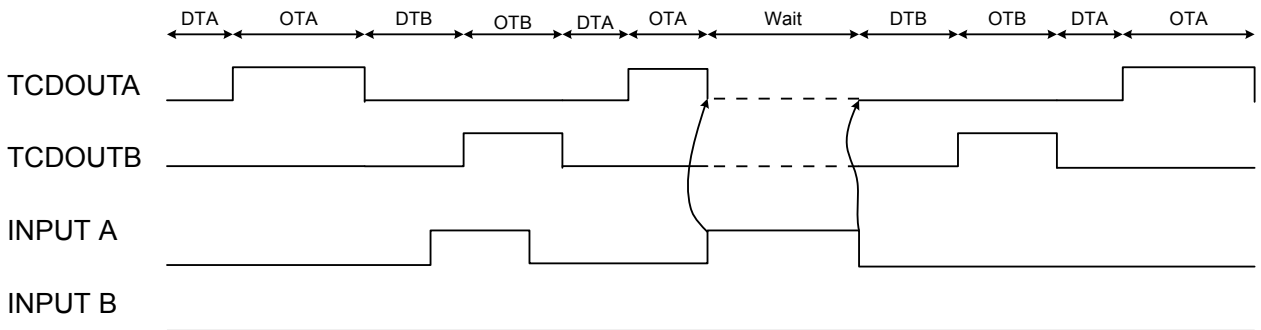 DTA OTA DTB OTB DTA OTA Wait DTB OTB DTA OTA
TCDOUTA
TCDOUTB
INPUT A
INPUT B